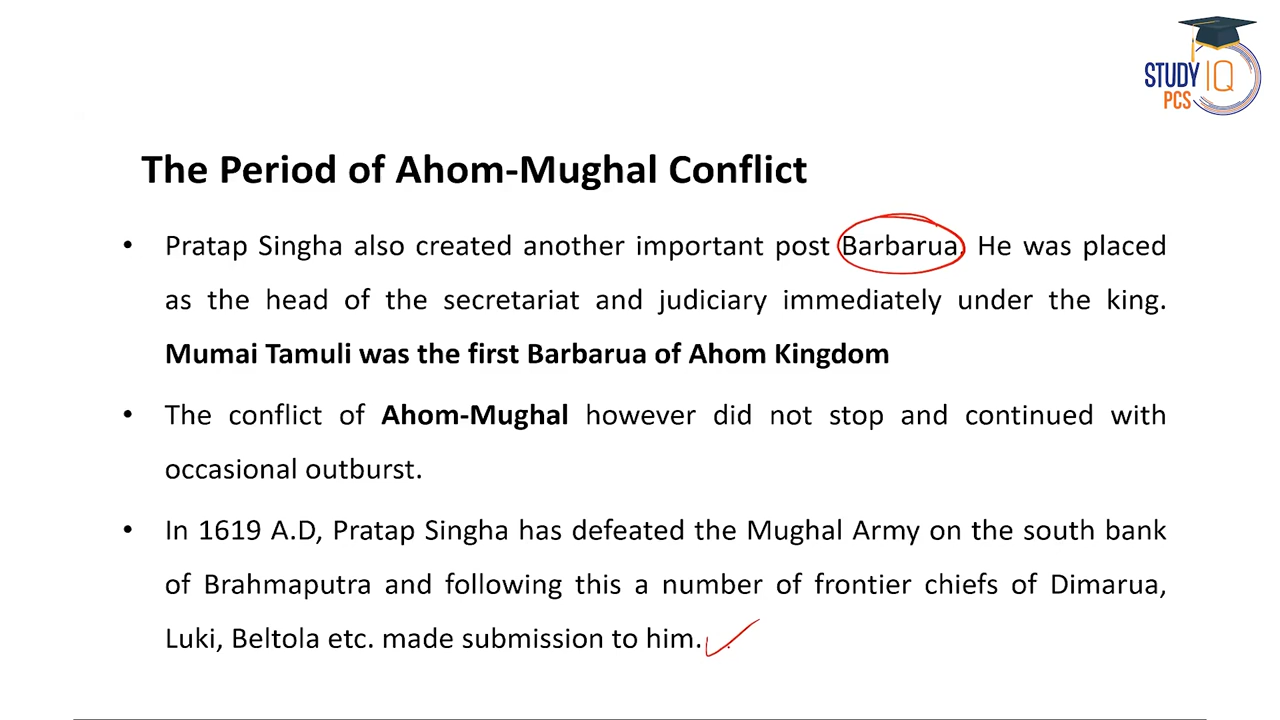 STUDY IQ
PCS
The Period of Ahom-Mughal Conflict
• Pratap Singha also created another important post Barbarua. He was placed
as the head of the secretariat and judiciary immediately under the king.
Mumai Tamuli was the first Barbarua of Ahom Kingdom
• The conflict of Ahom-Mughal however did not stop and continued with
occasional outburst.
• In 1619 A.D, Pratap Singha has defeated the Mughal Army on the south bank
of Brahmaputra and following this a number of frontier chiefs of Dimarua,
Luki, Beltola etc. made submission to him.